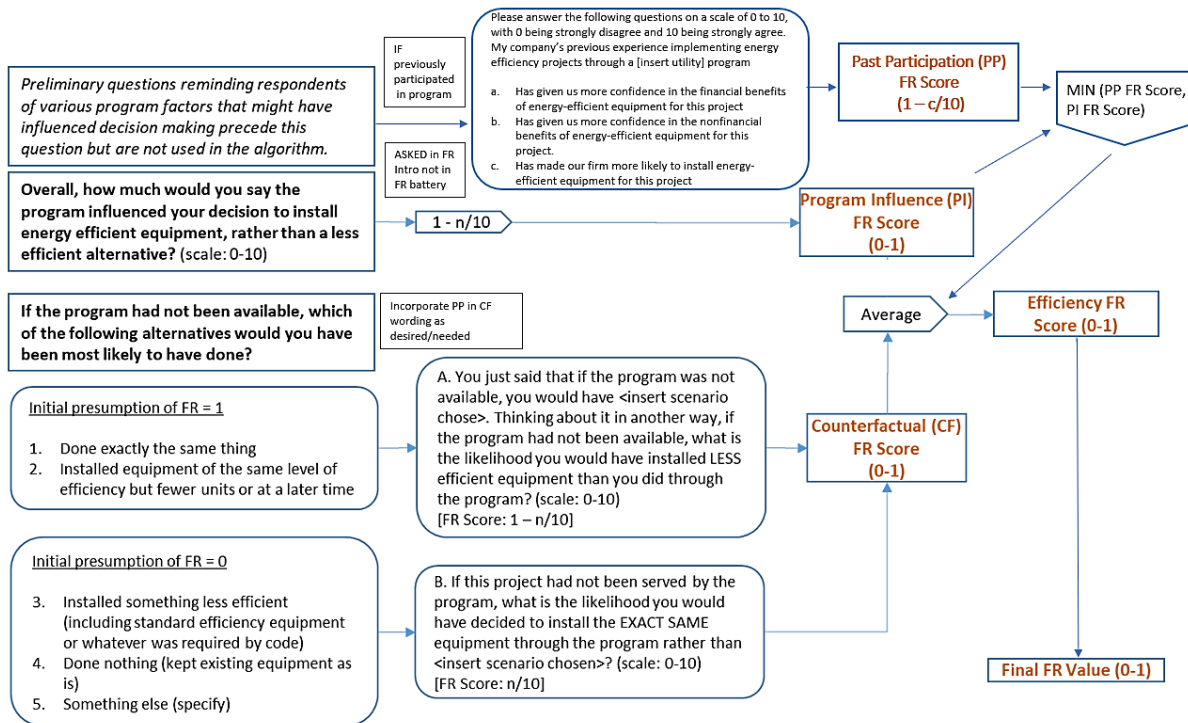 Preliminary questions reminding respondents
of various program factors that might have
influenced decision making precede this
question but are not used in the algorithm.
IF
previously
participated
in program
ASKED in FR
Intro not in
FR battery
Please answer the following questions on a scale of 0 to 10,
with 0 being strongly disagree and 10 being strongly agree.
My company's previous experience implementing energy
efficiency projects through a [insert utility] program
a. Has given us more confidence in the financial benefits
of energy-efficient equipment for this project
b. Has given us more confidence in the nonfinancial
benefits of energy-efficient equipment for this
project.
c. Has made our firm more likely to install energy-
efficient equipment for this project
Past Participation (PP)
FR Score
(1 – c/10)
MIN (PP FR Score,
PI FR Score)
Overall, how much would you say the
program influenced your decision to install
energy efficient equipment, rather than a less
efficient alternative? (scale: 0-10)
1 - n/10
Program Influence (PI)
FR Score
(0-1)
If the program had not been available, which
of the following alternatives would you have
been most likely to have done?
Incorporate PP in CF
wording as
desired/needed
Average
Efficiency FR
Score (0-1)
Initial presumption of FR = 1
1. Done exactly the same thing
2. Installed equipment of the same level of
efficiency but fewer units or at a later time
A. You just said that if the program was not
available, you would have <insert scenario
chose>. Thinking about it in another way, if
the program had not been available, what is
the likelihood you would have installed LESS
efficient equipment than you did through
the program? (scale: 0-10)
[FR Score: 1 – n/10]
Counterfactual (CF)
FR Score
(0-1)
Initial presumption of FR = 0
3. Installed something less efficient
(including standard efficiency equipment
or whatever was required by code)
4. Done nothing (kept existing equipment as
is)
5. Something else (specify)
B. If this project had not been served by the
program, what is the likelihood you would
have decided to install the EXACT SAME
equipment through the program rather than
<insert scenario chosen>? (scale: 0-10)
[FR Score: n/10]
Final FR Value (0-1)